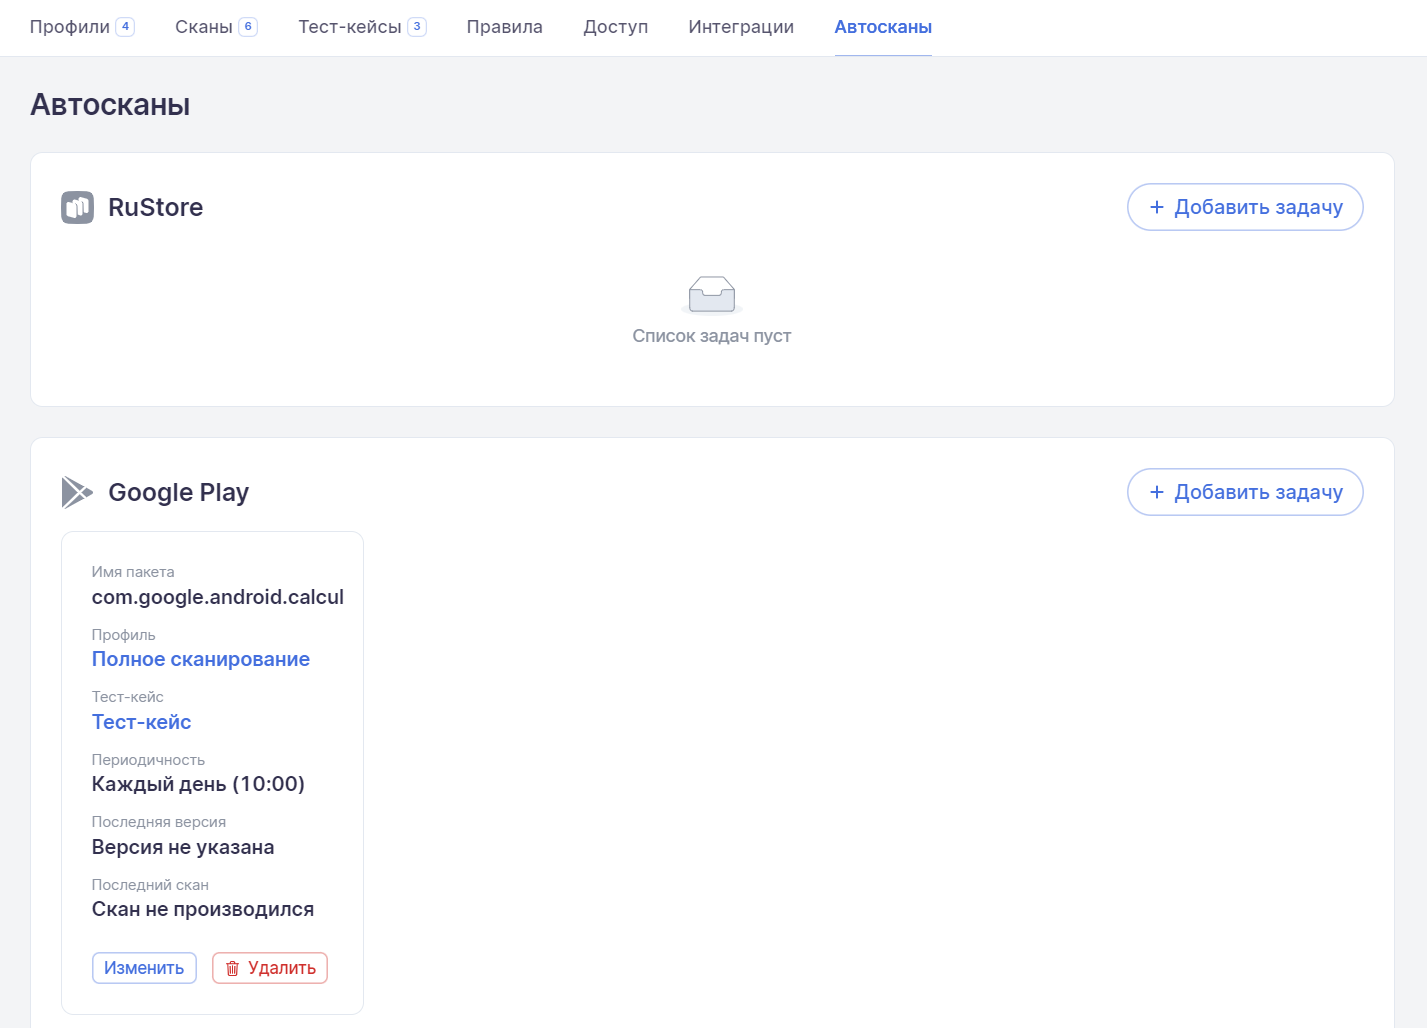 Профили 4 Сканы 6 Тест-кейсы 3 Правила Доступ Интеграции Автосканы
Автосканы
RuStore
+ Добавить задачу
Список задач пуст
Google Play
+ Добавить задачу
Имя пакета
com.google.android.calcul
Профиль
Полное сканирование
Тест-кейс
Тест-кейс
Периодичность
Каждый день (10:00)
Последняя версия
Версия не указана
Последний скан
Скан не производился
Изменить Удалить